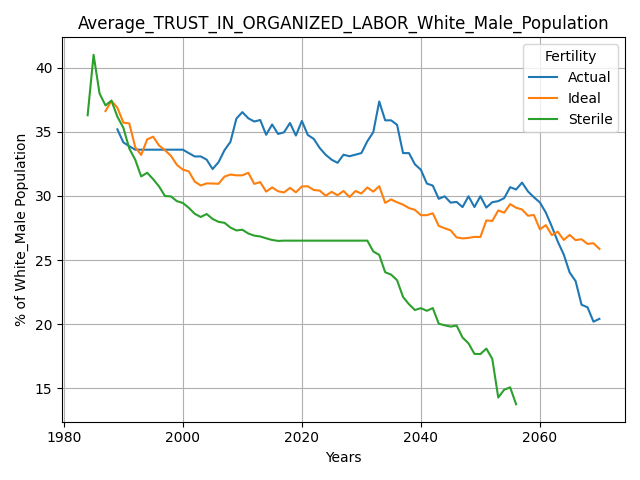 Average_TRUST_IN_ORGANIZED_LABOR_White_Male_Population
Fertility
Actual
Ideal
Sterile
% of White_Male Population
40
35
30
25
20
15
1980
2000
2020
2040
2060
Years